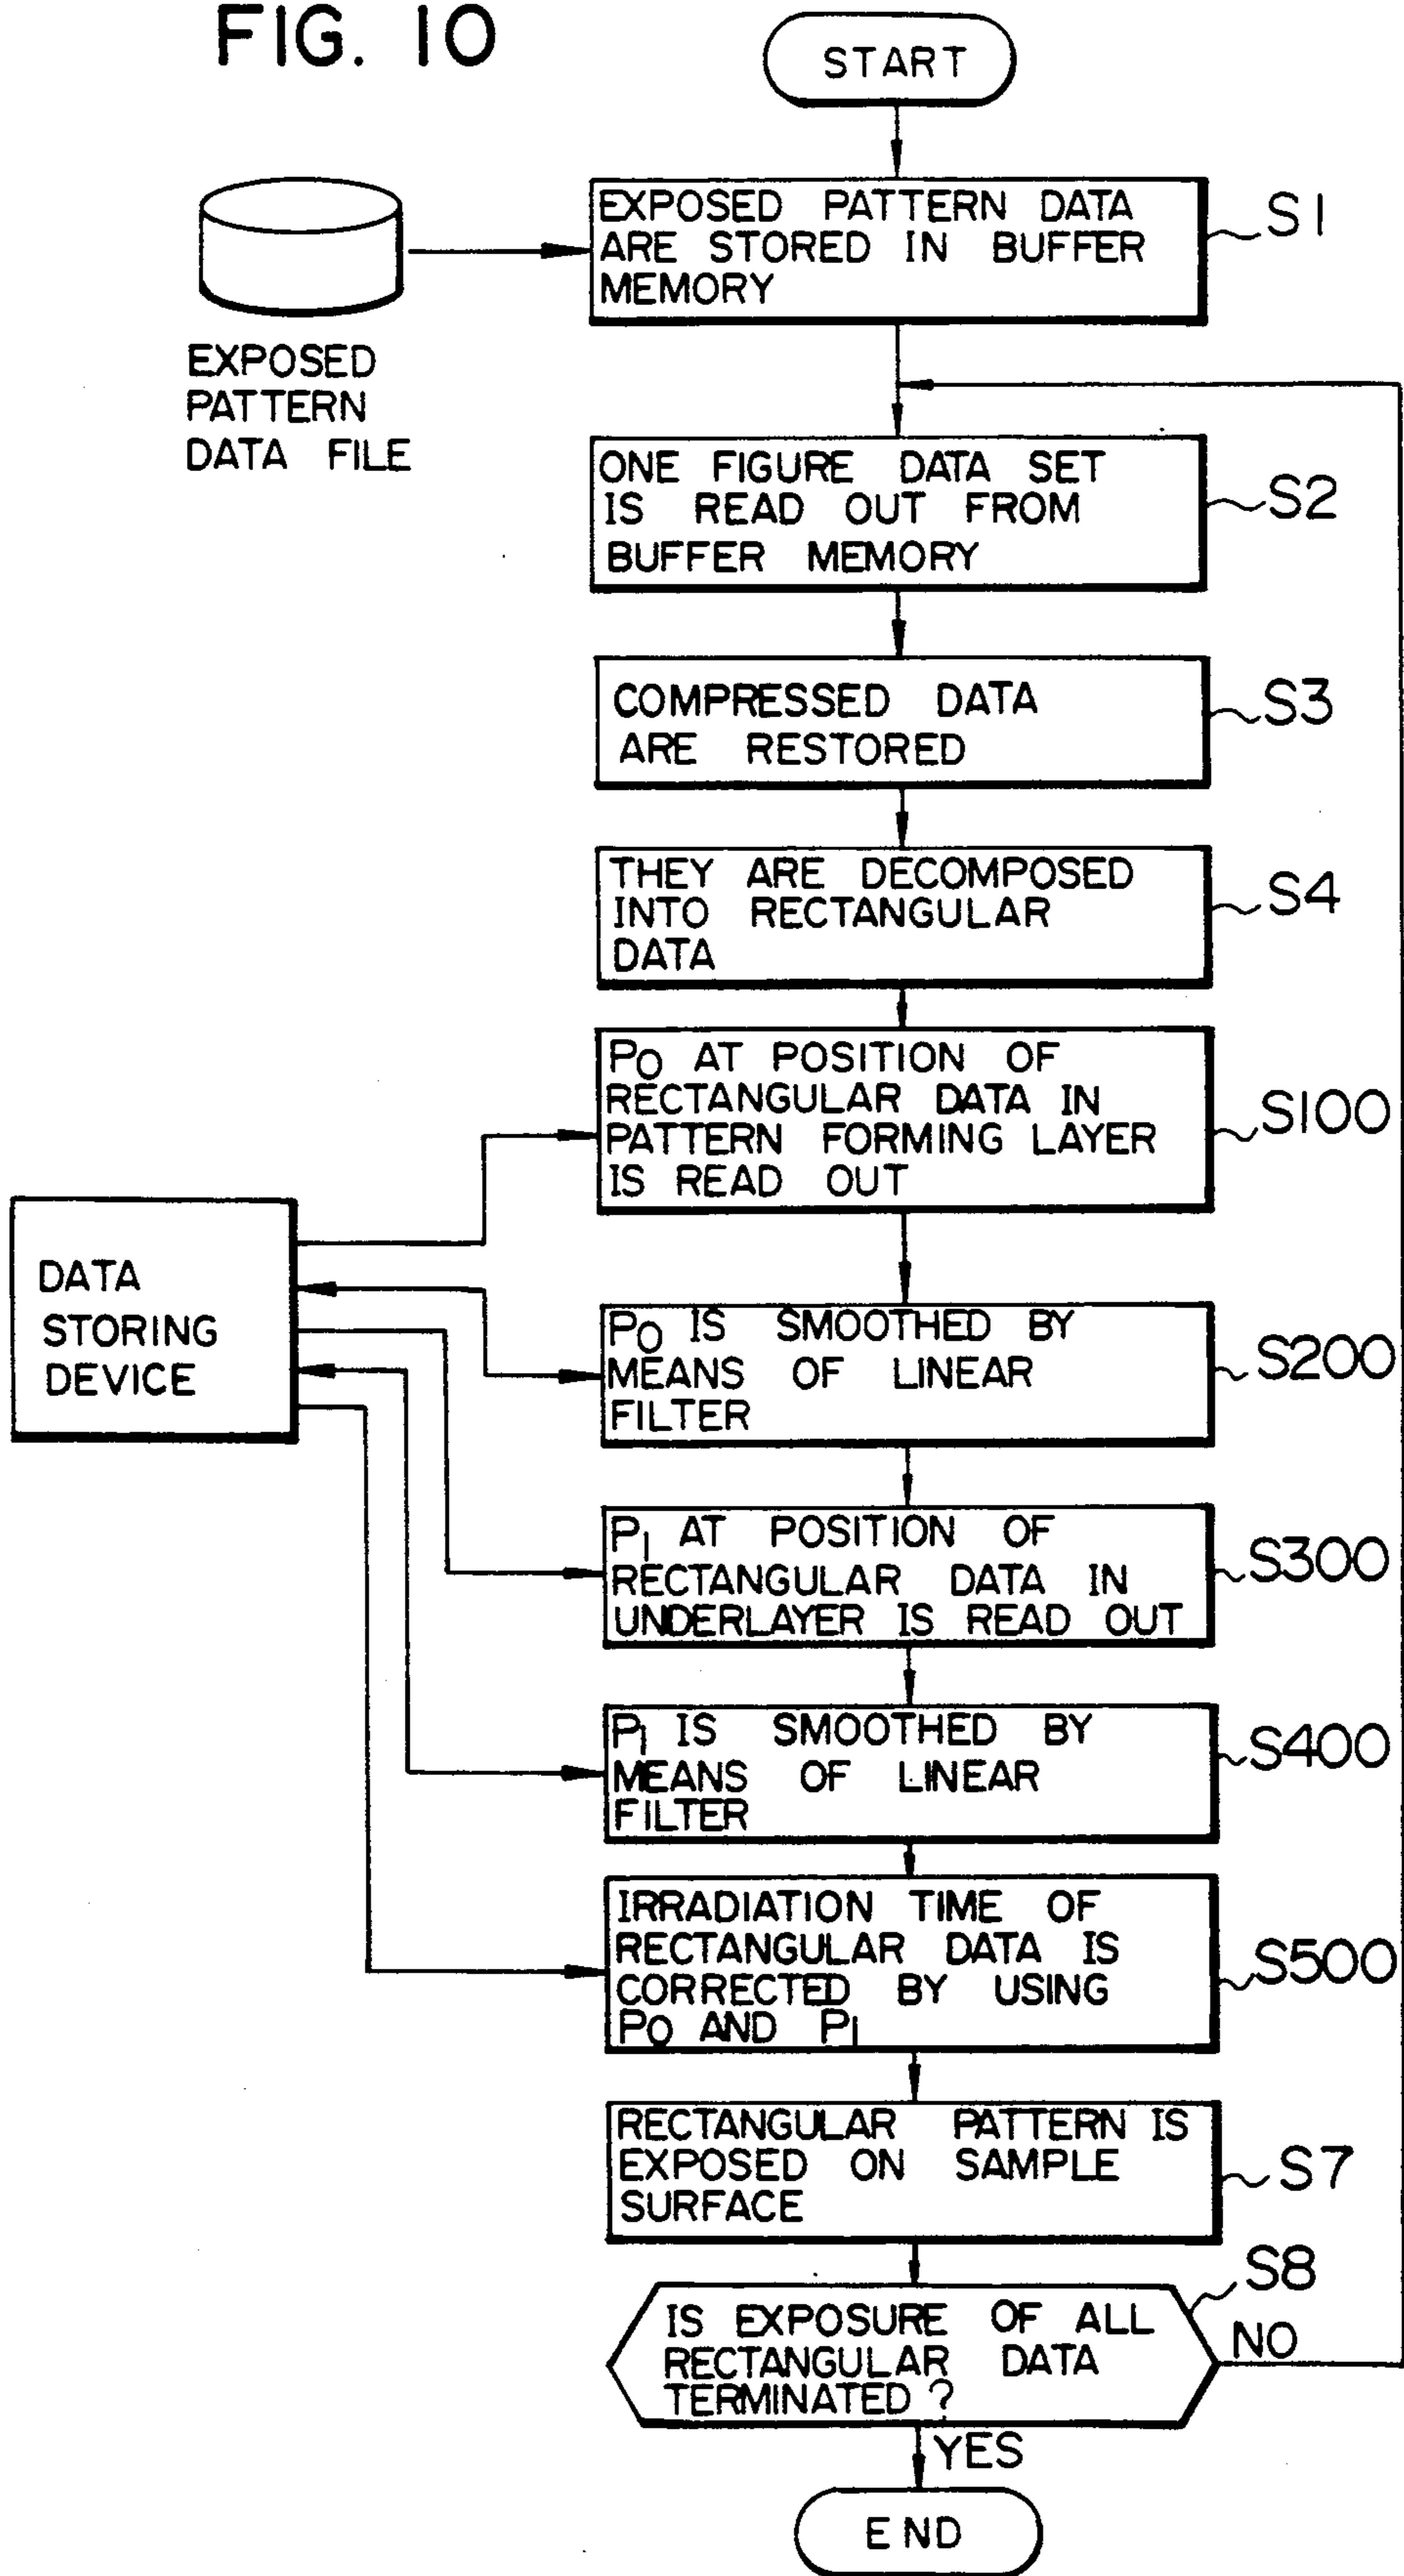 FIG. 10
START
EXPOSED PATTERN DATA
ARE STORED IN BUFFER
MEMORY
S1
EXPOSED
PATTERN
DATA FILE
ONE FIGURE DATA SET
IS READ OUT FROM
BUFFER MEMORY
S2
COMPRESSED DATA
ARE RESTORED
S3
THEY ARE DECOMPOSED
INTO RECTANGULAR
DATA
S4
P0 AT POSITION OF
RECTANGULAR DATA IN
PATTERN FORMING LAYER
IS READ OUT
S100
DATA
STORING
DEVICE
P0 IS SMOOTHED BY
MEANS OF LINEAR
FILTER
S200
P1 AT POSITION OF
RECTANGULAR DATA IN
UNDERLAYER IS READ OUT
S300
P1 IS SMOOTHED BY
MEANS OF LINEAR
FILTER
S400
IRRADIATION TIME OF
RECTANGULAR DATA IS
CORRECTED BY USING
P0 AND P1
S500
RECTANGULAR PATTERN IS
EXPOSED ON SAMPLE
SURFACE
S7
IS EXPOSURE OF ALL
RECTANGULAR DATA
TERMINATED?
S8
NO
YES
END